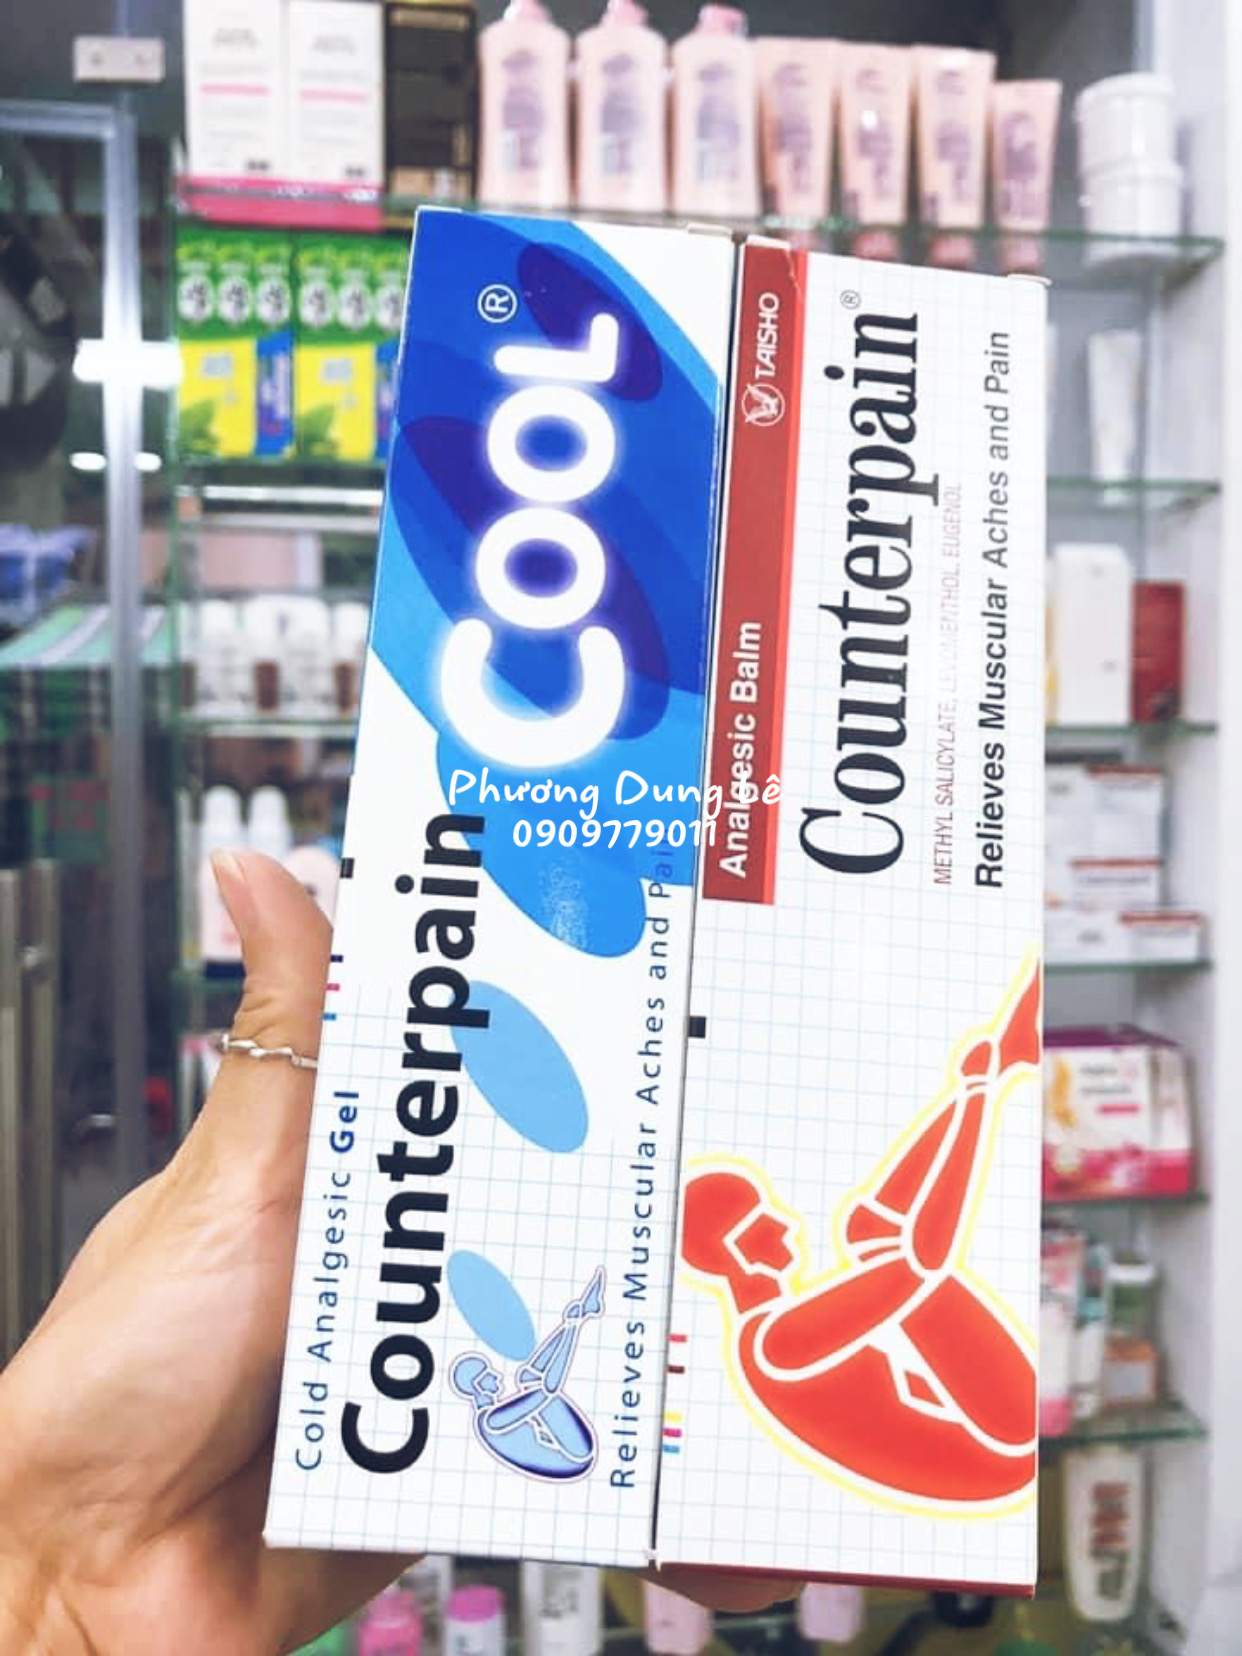 Cold Analgesic Gel
Counterpain
COOL®
Relieves Muscular Aches and Pain
TAISHO
Analgesic Balm
Counterpain®
METHYL SALICYLATE, LEVOMENTHOL, EUGENOL
Relieves Muscular Aches and Pain
Phương Dung Lê
0909779011